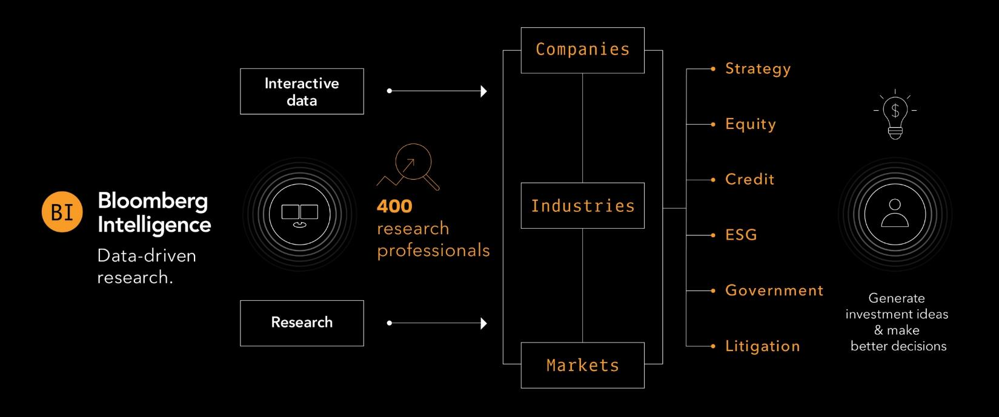 BI
Bloomberg
Intelligence
Data-driven
research.
Interactive
data
400
research
professionals
Research
Companies
Industries
Markets
Strategy
Equity
Credit
ESG
Government
Litigation
$
Generate
investment ideas
& make
better decisions